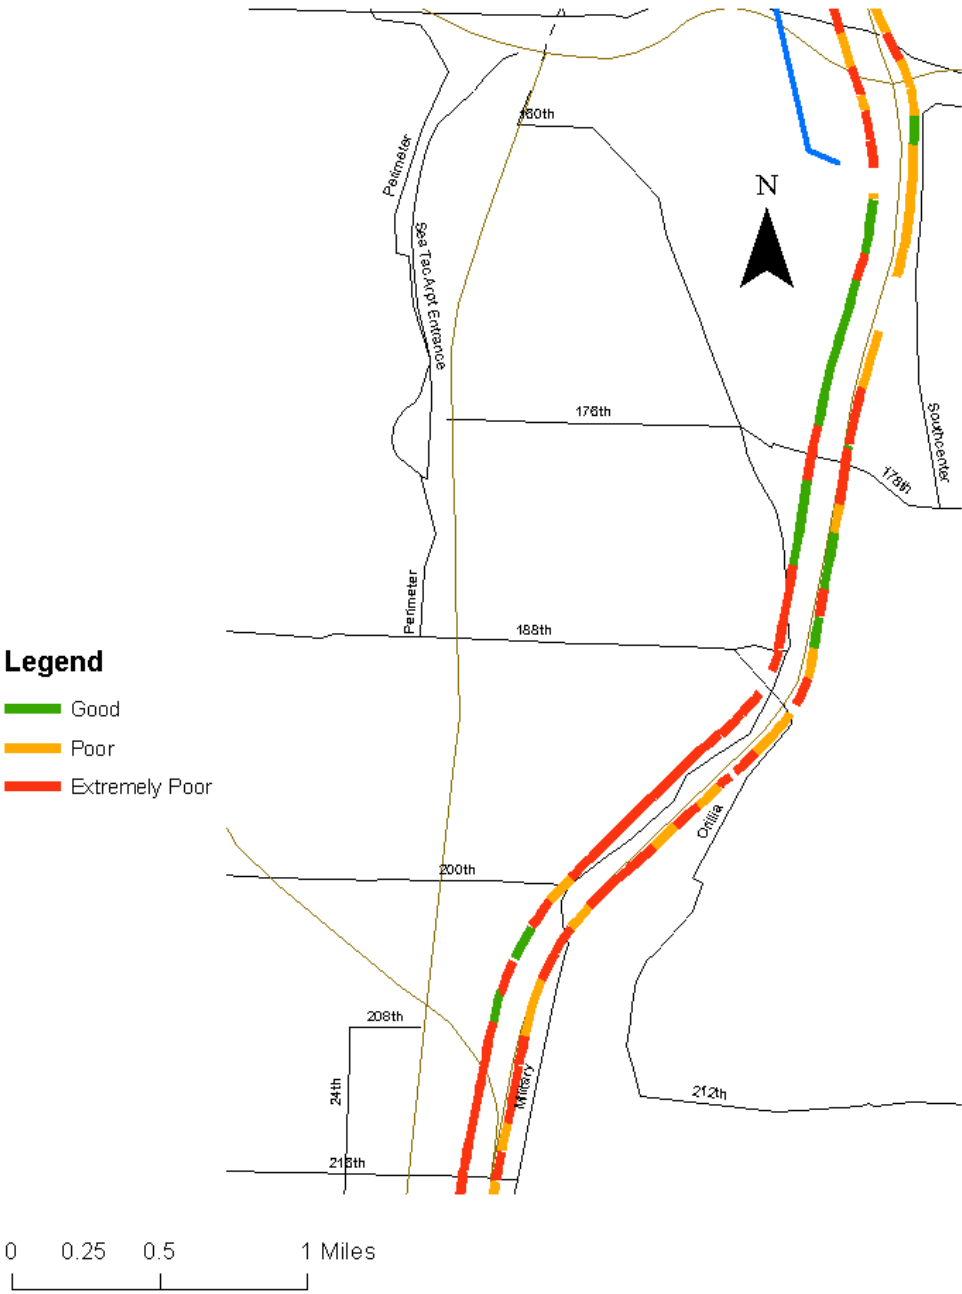 160th
Perimeter
N
Sea Tac Arpt Entrance
176th
Southcenter
178th
Perimeter
188th
Legend
Good
Poor
Extremely Poor
Orillia
200th
208th
24th
Military
212th
216th
0 0.25 0.5 1 Miles